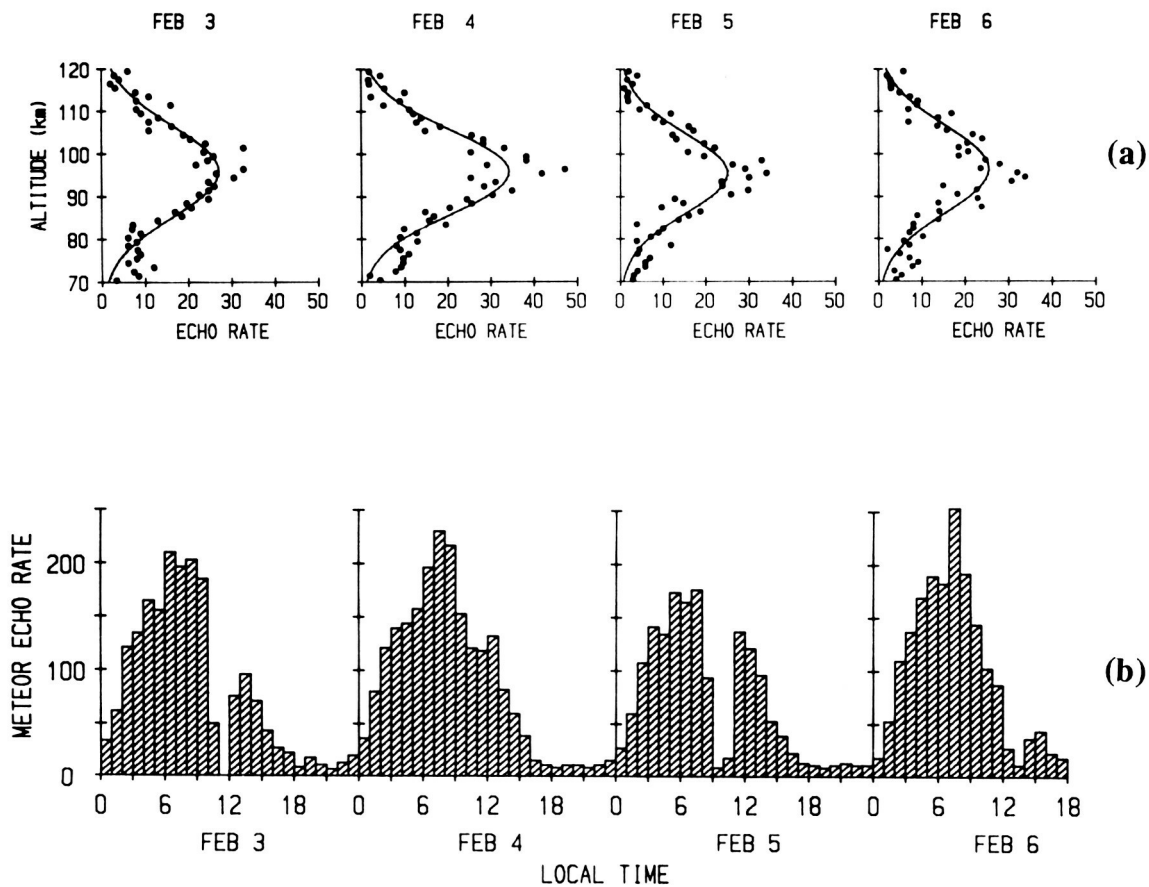 FEB 3 FEB 4 FEB 5 FEB 6
120
110
100
90
80
70
ALTITUDE (km)
(a)
0 10 20 30 40 50 0 10 20 30 40 50 0 10 20 30 40 50 0 10 20 30 40 50
ECHO RATE ECHO RATE ECHO RATE ECHO RATE
METEOR ECHO RATE
200
100
0
(b)
0 6 12 18 0 6 12 18 0 6 12 18 0 6 12 18
FEB 3 FEB 4 FEB 5 FEB 6
LOCAL TIME